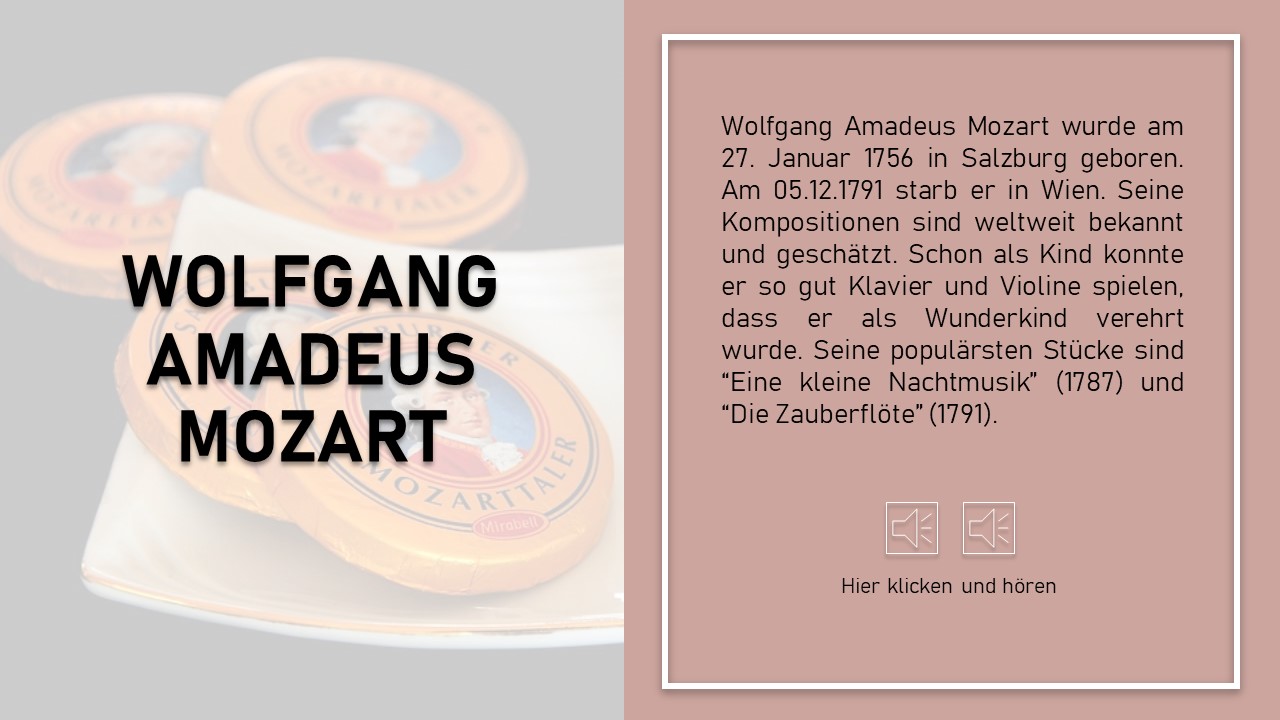 WOLFGANG
AMADEUS
MOZART
MOZARTTALER
Mirabell
Wolfgang Amadeus Mozart wurde am
27. Januar 1756 in Salzburg geboren.
Am 05.12.1791 starb er in Wien. Seine
Kompositionen sind weltweit bekannt
und geschätzt. Schon als Kind konnte
er so gut Klavier und Violine spielen,
dass er als Wunderkind verehrt
wurde. Seine populärsten Stücke sind
“Eine kleine Nachtmusik” (1787) und
“Die Zauberflöte” (1791).
Hier klicken und hören